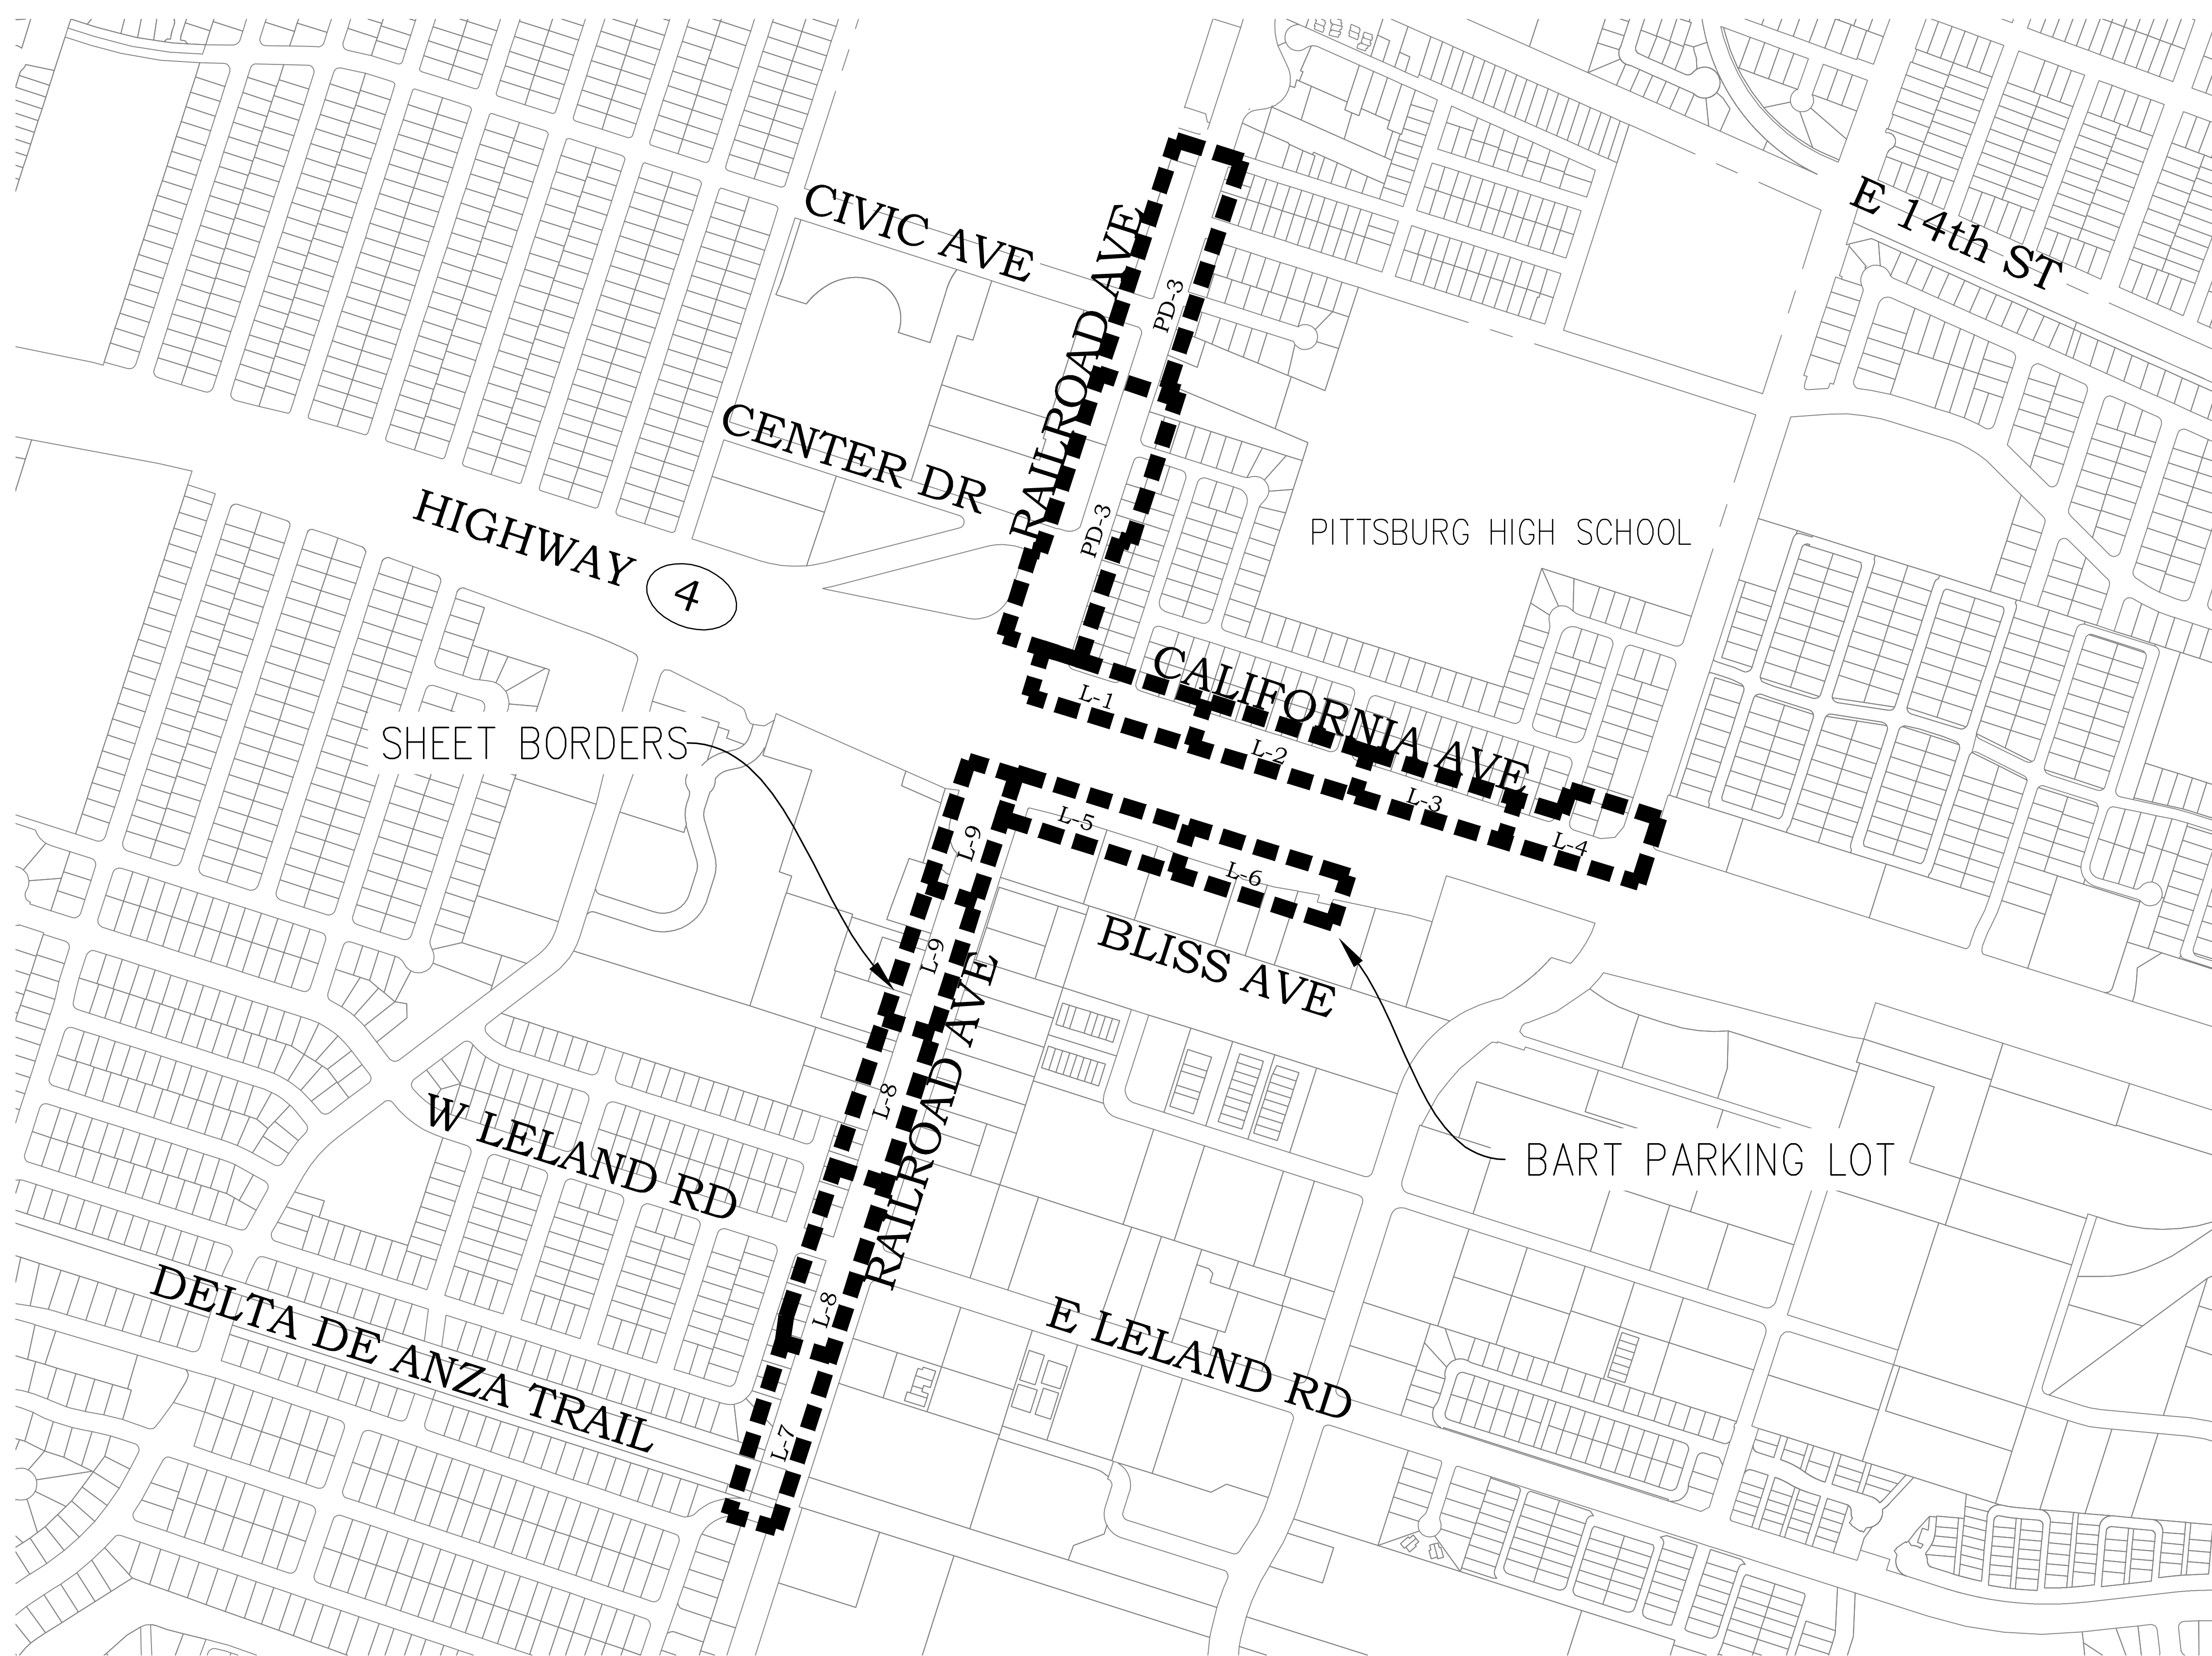 E 14th ST
CIVIC AVE
RAILROAD AVE
PD-3
CENTER DR
HIGHWAY 4
PD-3
PITTSBURG HIGH SCHOOL
CALIFORNIA AVE
L-1
L-2
L-3
L-4
SHEET BORDERS
L-9
L-5
L-6
L-9
BLISS AVE
RAILROAD AVE
L-8
W LELAND RD
BART PARKING LOT
L-8
DELTA DE ANZA TRAIL
E LELAND RD
L-7